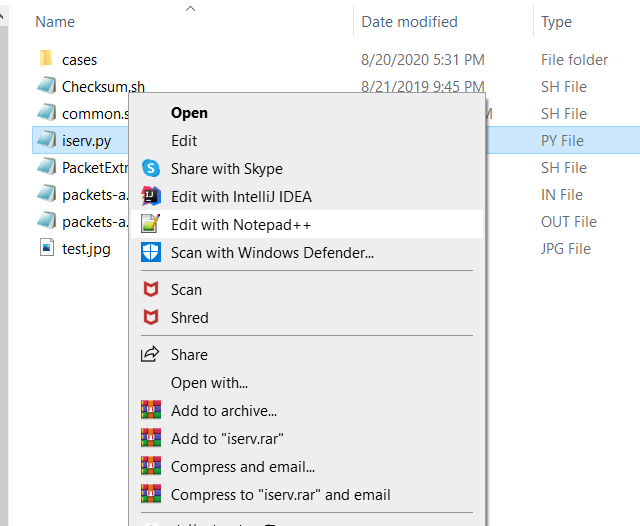 Name Date modified Type
cases 8/20/2020 5:31 PM File folder
Checksum.sh 8/21/2019 9:45 PM SH File
common.s M SH File
iserv.py PY File
PacketExtr SH File
packets-a. IN File
packets-a. OUT File
test.jpg JPG File
Open
Edit
Share with Skype
Edit with IntelliJ IDEA
Edit with Notepad++
Scan with Windows Defender...
Scan
Shred
Share
Open with...
Add to archive...
Add to "iserv.rar"
Compress and email...
Compress to "iserv.rar" and email